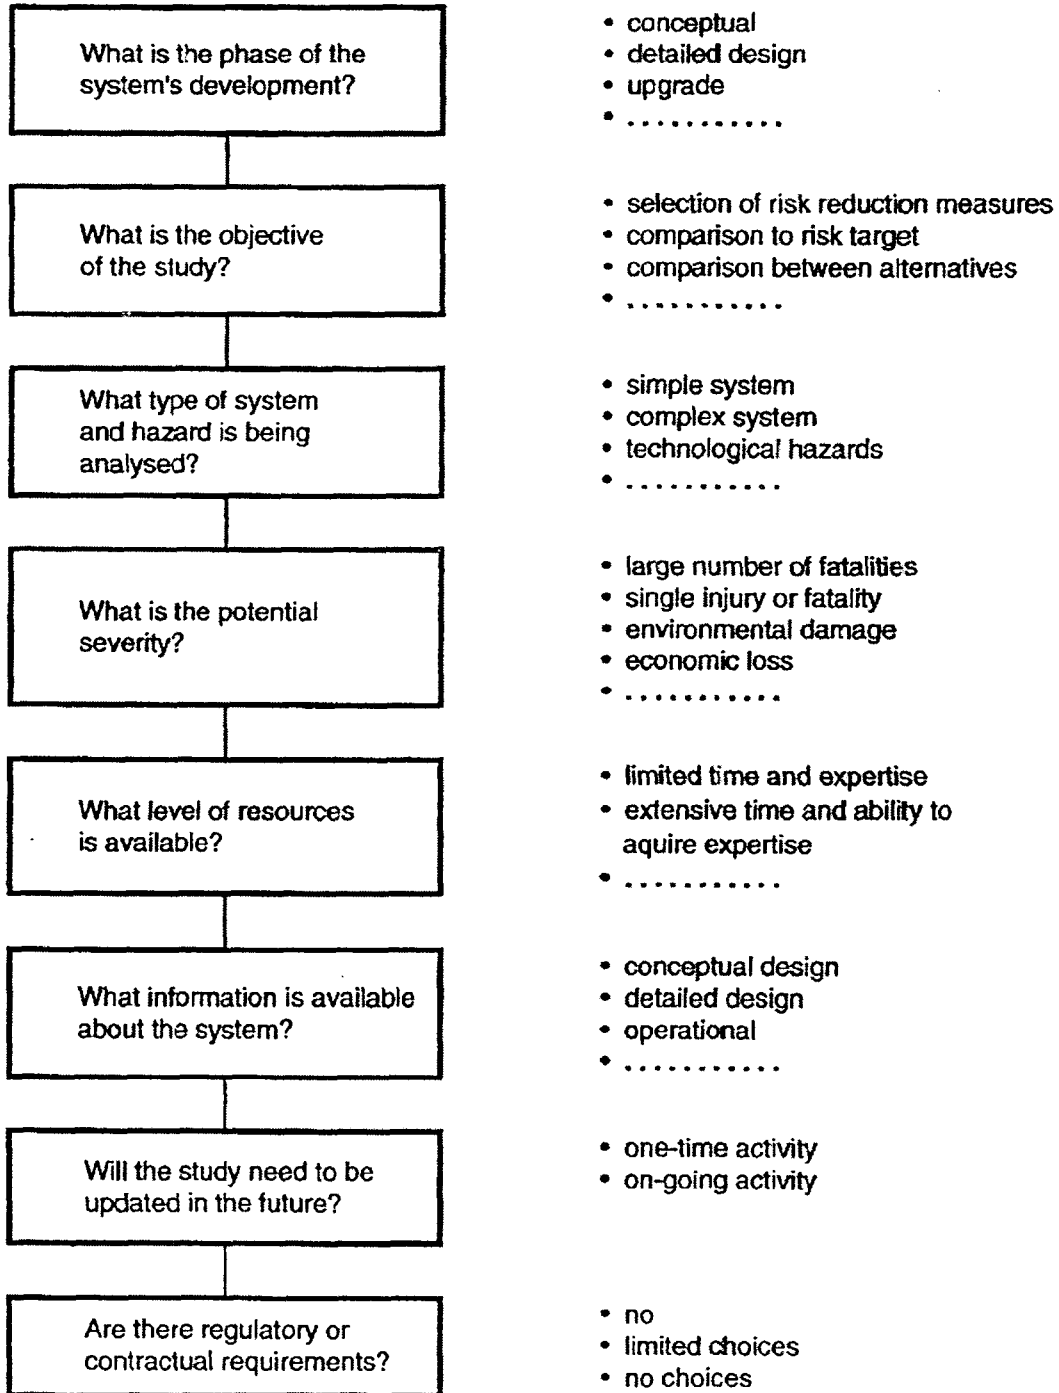 What is the phase of the
system's development?
• conceptual
• detailed design
• upgrade
• ...........
What is the objective
of the study?
• selection of risk reduction measures
• comparison to risk target
• comparison between alternatives
• ...........
What type of system
and hazard is being
analysed?
• simple system
• complex system
• technological hazards
• ...........
What is the potential
severity?
• large number of fatalities
• single injury or fatality
• environmental damage
• economic loss
• ...........
What level of resources
is available?
• limited time and expertise
• extensive time and ability to
aquire expertise
• ...........
What information is available
about the system?
• conceptual design
• detailed design
• operational
• ...........
Will the study need to be
updated in the future?
• one-time activity
• on-going activity
Are there regulatory or
contractual requirements?
• no
• limited choices
• no choices